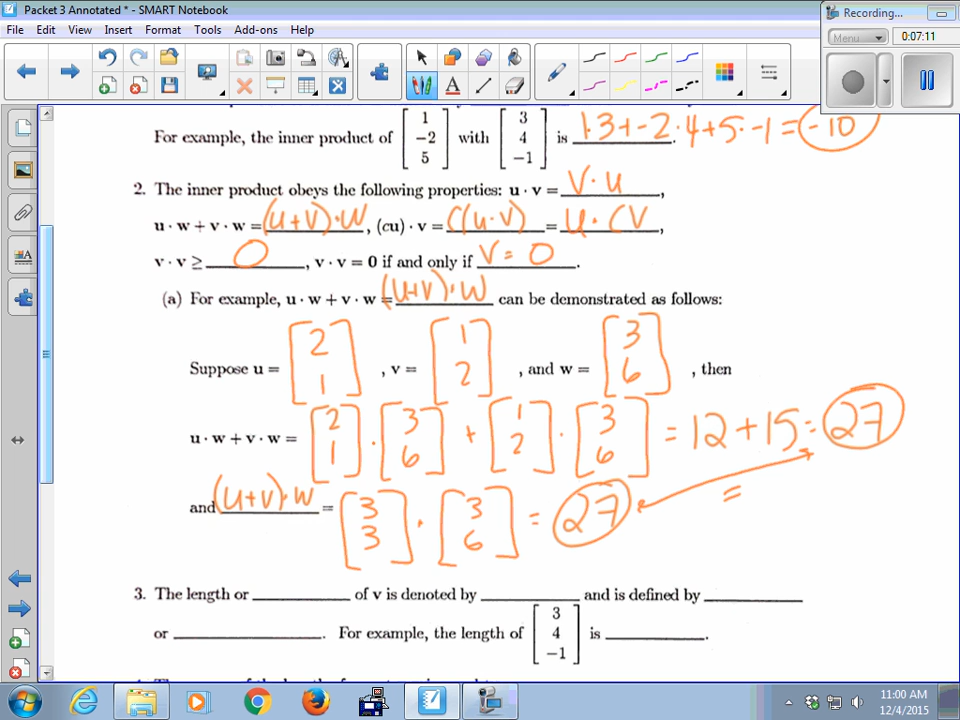 Packet 3 Annotated * - SMART Notebook
Recording...
File Edit View Insert Format Tools Add-ons Help
Menu 0:07:11
For example, the inner product of [1 −2 5] with [3 4 −1] is 1·3+-2·4+5·-1=-10.
2. The inner product obeys the following properties: u · v = v·u,
u · w + v · w = (u+v)·w, (cu) · v = c(u·v) = u·cv,
v · v ≥ 0, v · v = 0 if and only if v=0.
(a) For example, u · w + v · w = (u+v)·w can be demonstrated as follows:
Suppose u = [2 1], v = [1 2], and w = [3 6], then
u · w + v · w = [2 1]·[3 6]+[1 2]·[3 6]=12+15=27
and (u+v)·w = [3 3]·[3 6]=27 =
3. The length or ____ of v is denoted by ____ and is defined by ____
or ____. For example, the length of [3 4 −1] is ____.
11:00 AM
12/4/2015